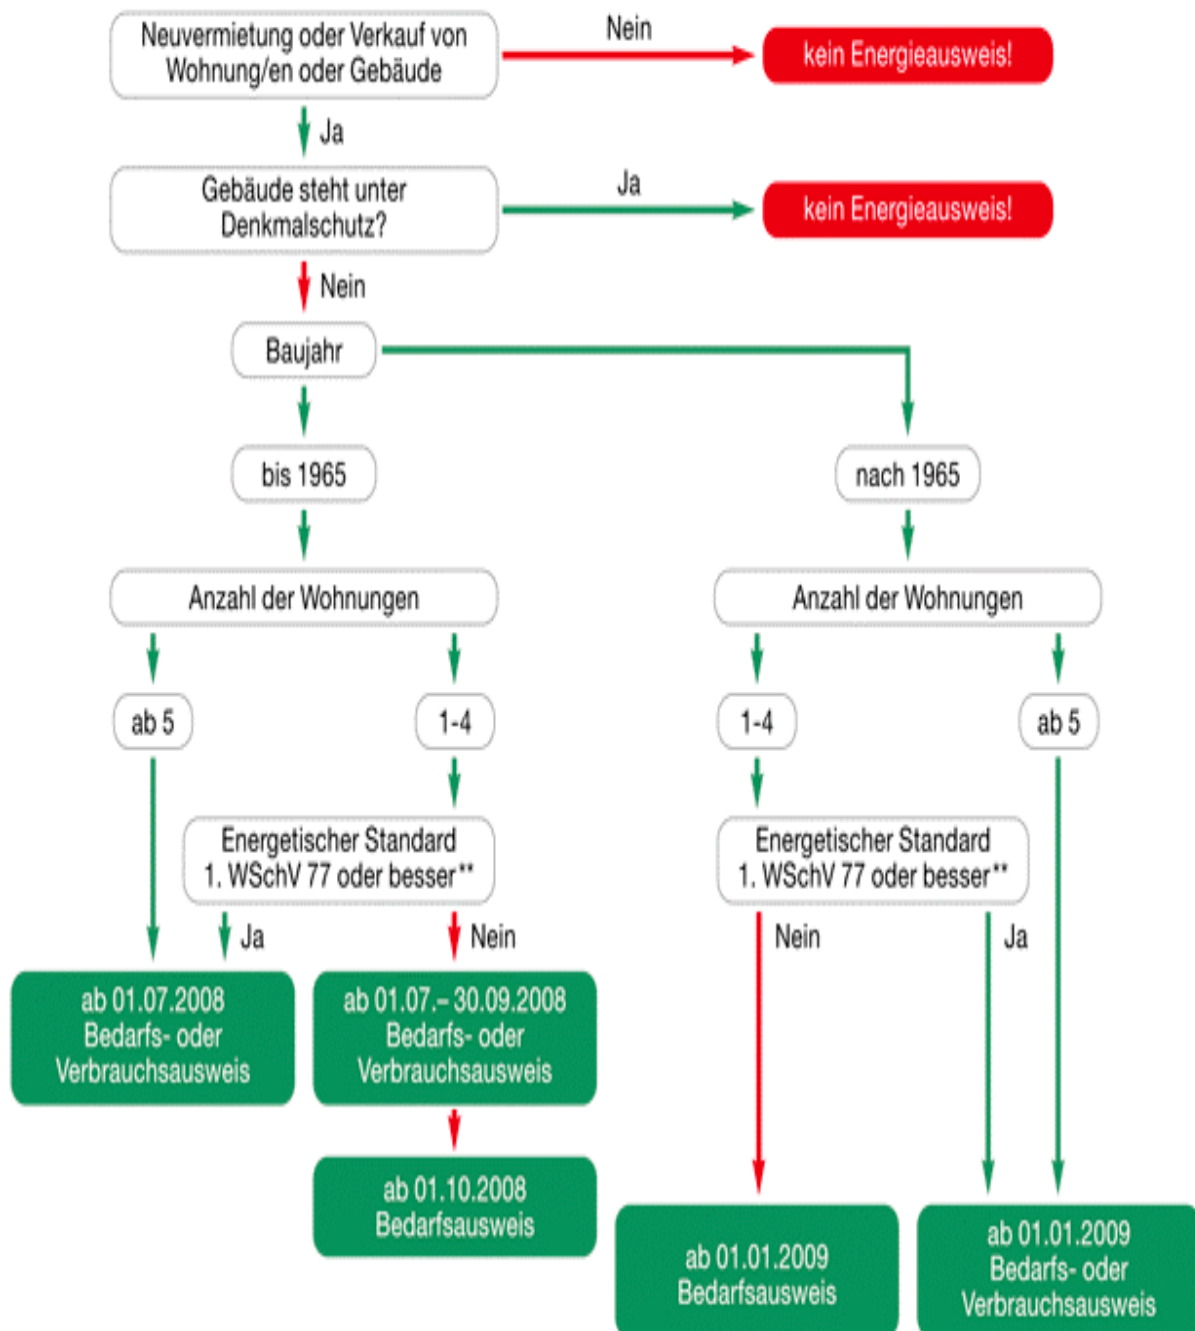 Neuvermietung oder Verkauf von
Wohnung/en oder Gebäude
Nein
kein Energieausweis!
Ja
Gebäude steht unter
Denkmalschutz?
Ja
kein Energieausweis!
Nein
Baujahr
bis 1965
nach 1965
Anzahl der Wohnungen
Anzahl der Wohnungen
ab 5
1-4
1-4
ab 5
Energetischer Standard
1. WSchV 77 oder besser**
Energetischer Standard
1. WSchV 77 oder besser**
Ja
Nein
Nein
Ja
ab 01.07.2008
Bedarfs- oder
Verbrauchsausweis
ab 01.07.– 30.09.2008
Bedarfs- oder
Verbrauchsausweis
ab 01.10.2008
Bedarfsausweis
ab 01.01.2009
Bedarfsausweis
ab 01.01.2009
Bedarfs- oder
Verbrauchsausweis